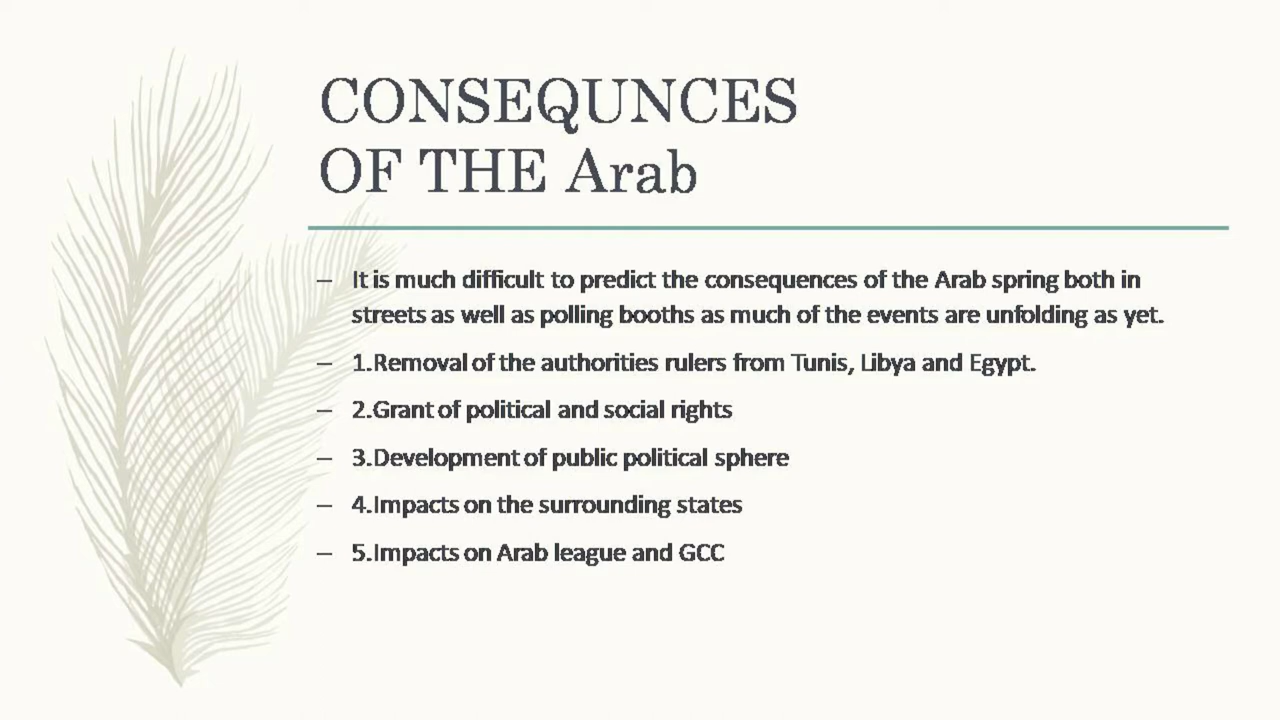 CONSEQUNCES
OF THE Arab
– It is much difficult to predict the consequences of the Arab spring both in
streets as well as polling booths as much of the events are unfolding as yet.
– 1.Removal of the authorities rulers from Tunis, Libya and Egypt.
– 2.Grant of political and social rights
– 3.Development of public political sphere
– 4.Impacts on the surrounding states
– 5.Impacts on Arab league and GCC